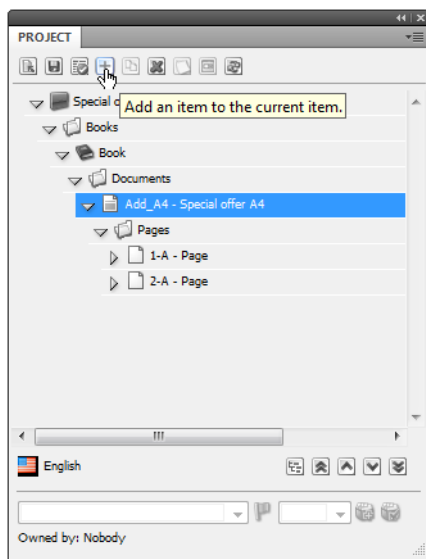 PROJECT
Special o
Add an item to the current item.
Books
Book
Documents
Add_A4 - Special offer A4
Pages
1-A - Page
2-A - Page
English
Owned by: Nobody